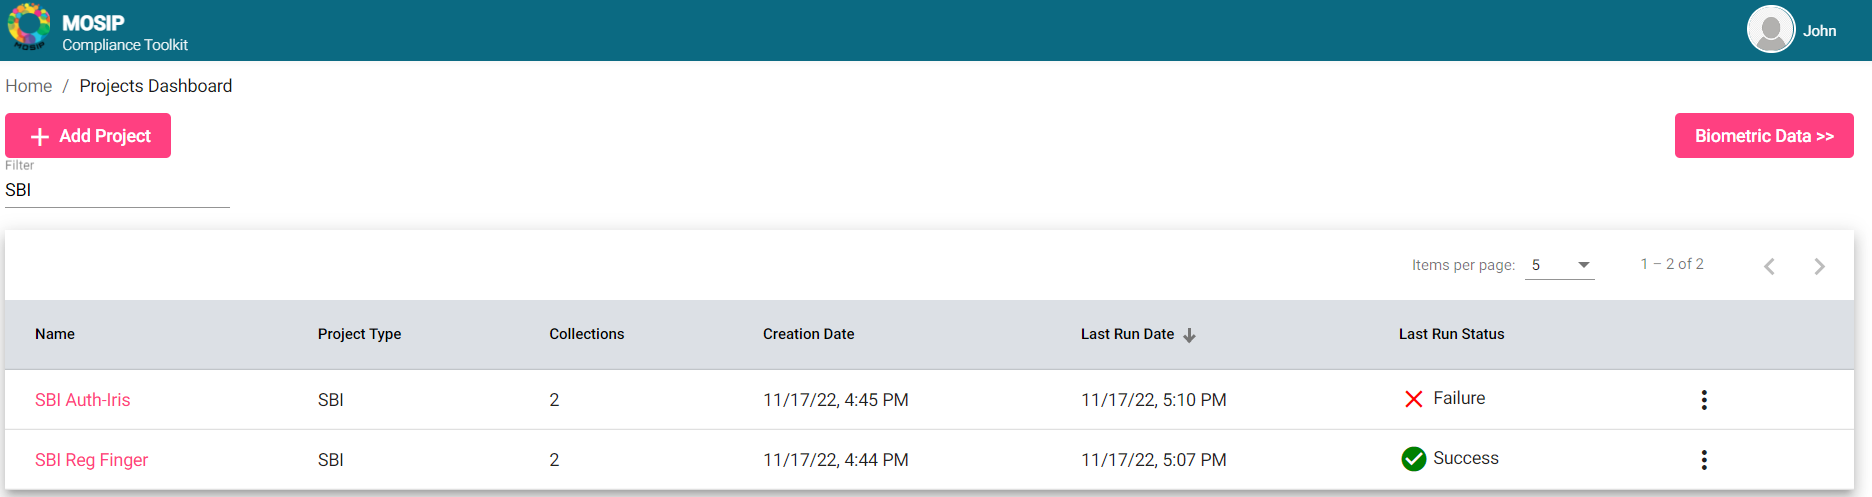 MOSIP
MOSIP
Compliance Toolkit
John
Home / Projects Dashboard
+ Add Project
Biometric Data >>
Filter
SBI
Items per page: 5 1 – 2 of 2
Name Project Type Collections Creation Date Last Run Date Last Run Status
SBI Auth-Iris SBI 2 11/17/22, 4:45 PM 11/17/22, 5:10 PM Failure
SBI Reg Finger SBI 2 11/17/22, 4:44 PM 11/17/22, 5:07 PM Success